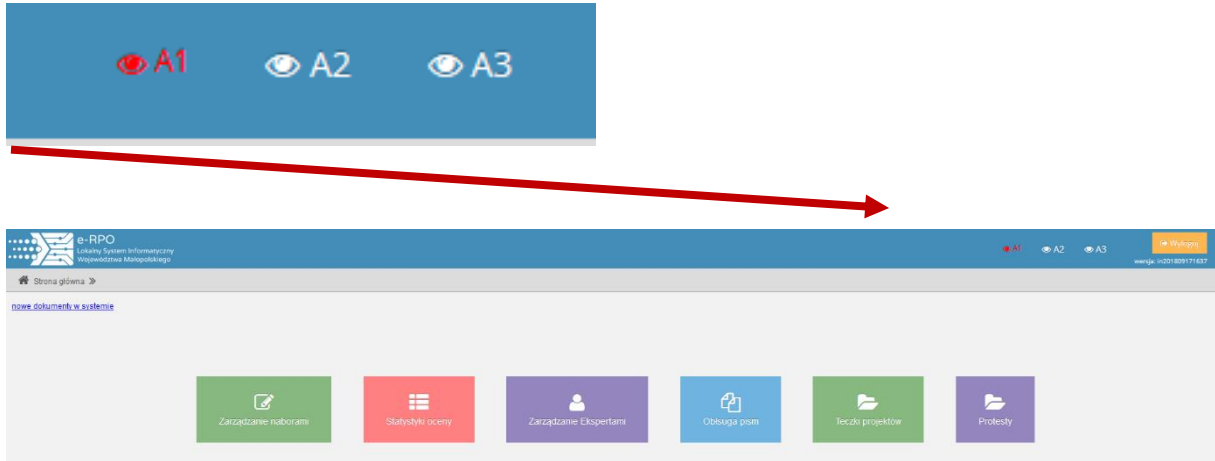 A1 A2 A3
e-RPO
Lokalny System Informatyczny
Województwa Małopolskiego
A1 A2 A3 Wyloguj
wersja: in201809171637
Strona główna
nowe dokumenty w systemie
Zarządzanie naborami Statystyki oceny Zarządzanie Ekspertami Obsługa pism Teczki projektów Protesty